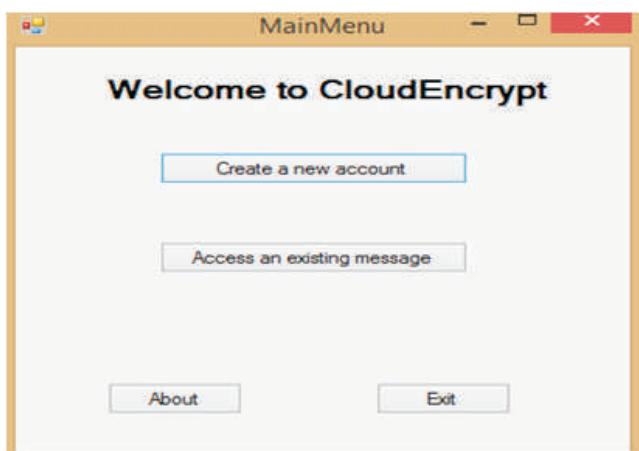 MainMenu
Welcome to CloudEncrypt
Create a new account
Access an existing message
About Exit